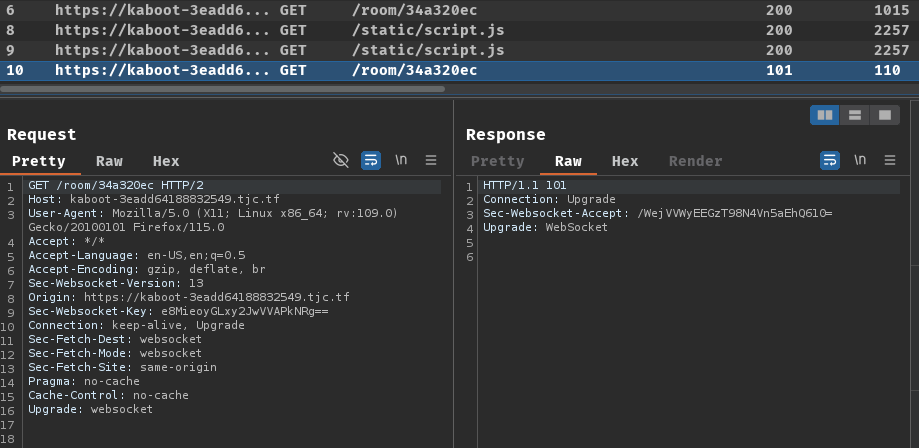 6 https://kaboot-3eadd6... GET /room/34a320ec 200 1015
8 https://kaboot-3eadd6... GET /static/script.js 200 2257
9 https://kaboot-3eadd6... GET /static/script.js 200 2257
10 https://kaboot-3eadd6... GET /room/34a320ec 101 110
Request
Pretty Raw Hex \n
1 GET /room/34a320ec HTTP/2
2 Host: kaboot-3eadd64188832549.tjc.tf
3 User-Agent: Mozilla/5.0 (X11; Linux x86_64; rv:109.0)
Gecko/20100101 Firefox/115.0
4 Accept: */*
5 Accept-Language: en-US,en;q=0.5
6 Accept-Encoding: gzip, deflate, br
7 Sec-Websocket-Version: 13
8 Origin: https://kaboot-3eadd64188832549.tjc.tf
9 Sec-Websocket-Key: e8MieoyGLxy2JwVVAPkNRg==
10 Connection: keep-alive, Upgrade
11 Sec-Fetch-Dest: websocket
12 Sec-Fetch-Mode: websocket
13 Sec-Fetch-Site: same-origin
14 Pragma: no-cache
15 Cache-Control: no-cache
16 Upgrade: websocket
17
18
Response
Pretty Raw Hex Render \n
1 HTTP/1.1 101
2 Connection: Upgrade
3 Sec-Websocket-Accept: /WejVVWyEEGzT98N4Vn5aEhQ610=
4 Upgrade: WebSocket
5
6